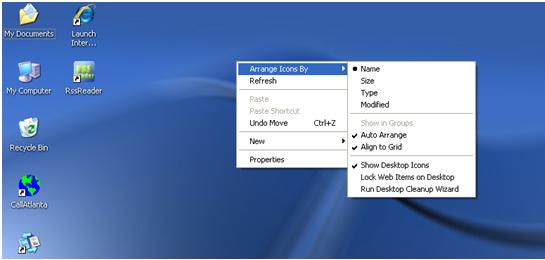 My Documents
Launch
Inter...
My Computer
RssReader
Recycle Bin
CallAtlanta
Arrange Icons By
Refresh
Paste
Paste Shortcut
Undo Move Ctrl+Z
New
Properties
Name
Size
Type
Modified
Show in Groups
Auto Arrange
Align to Grid
Show Desktop Icons
Lock Web Items on Desktop
Run Desktop Cleanup Wizard